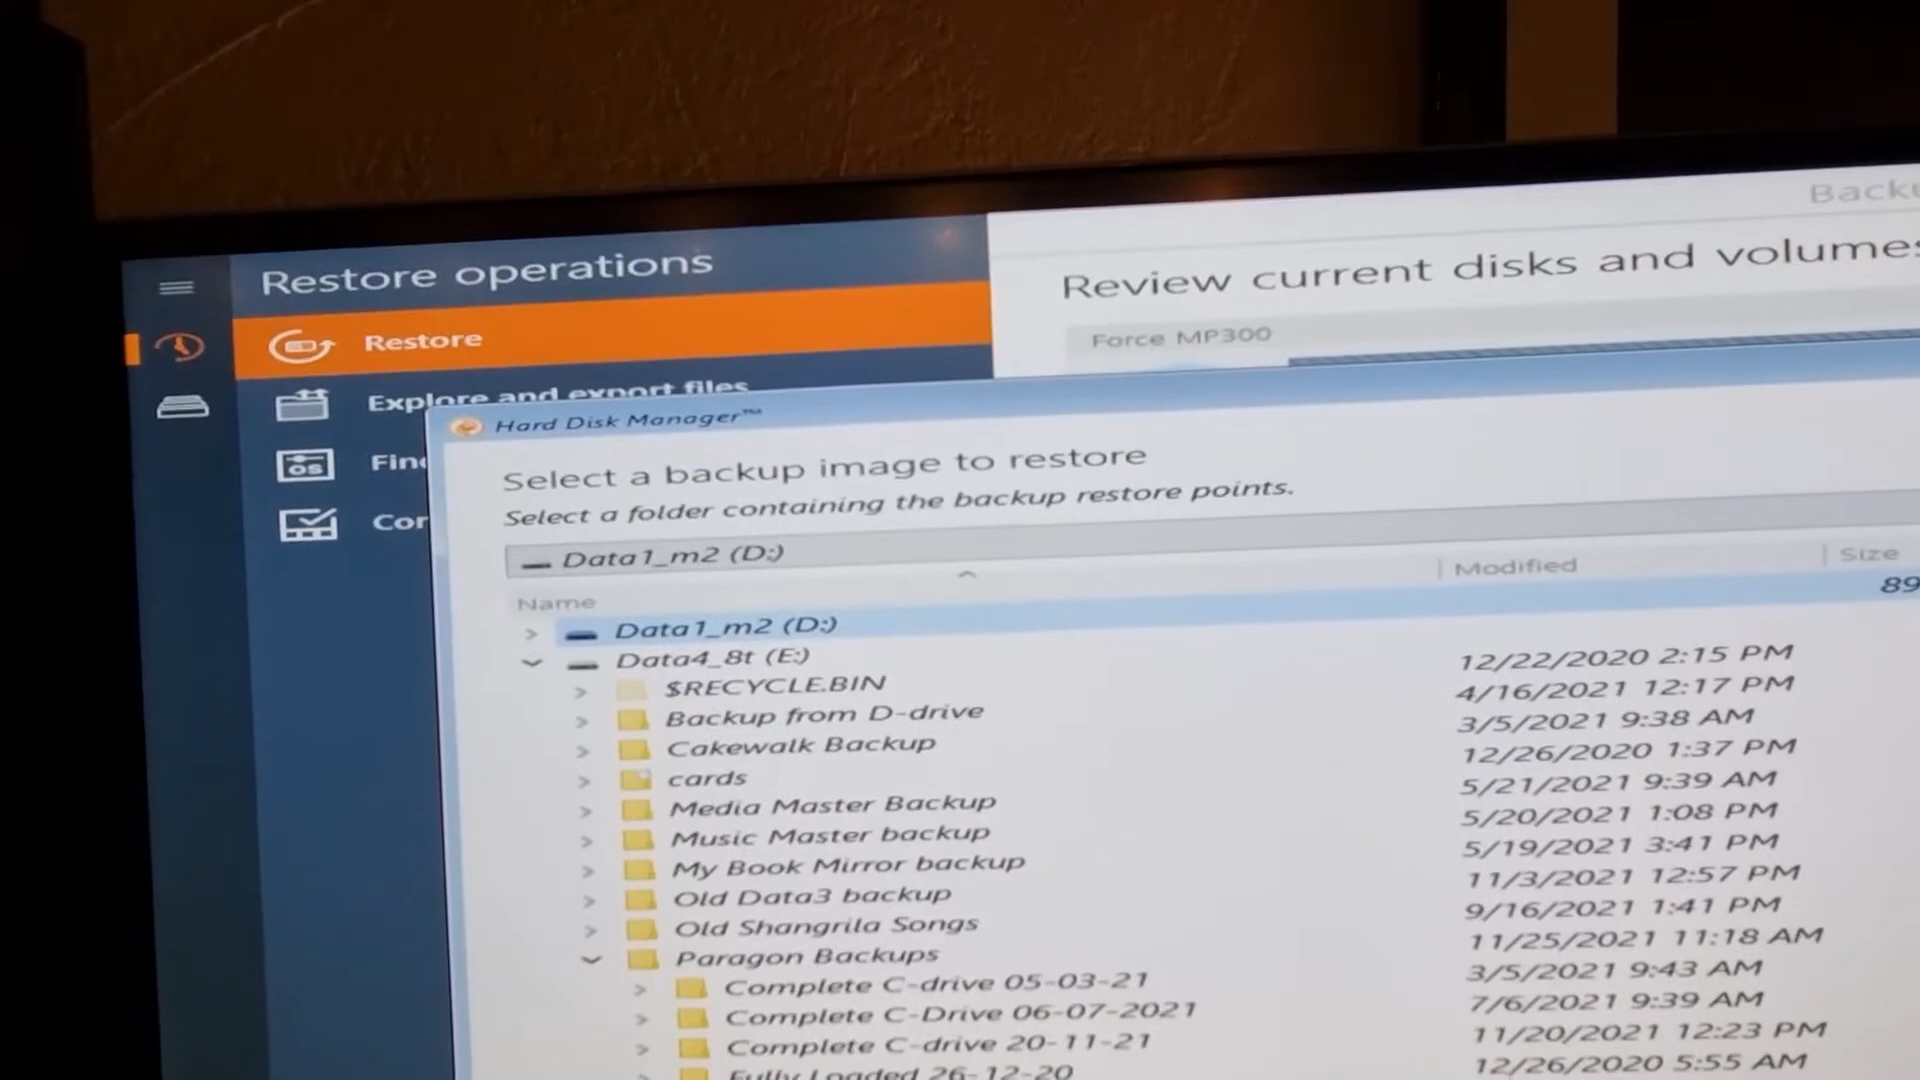 Restore operations
Restore
Explore and export files
Hard Disk Manager™
Select a backup image to restore
Select a folder containing the backup restore points.
Data1_m2 (D:)
Name
Modified
Size
Data1_m2 (D:)
89
Data4_8t (E:)
$RECYCLE.BIN
12/22/2020 2:15 PM
Backup from D-drive
4/16/2021 12:17 PM
Cakewalk Backup
3/5/2021 9:38 AM
cards
12/26/2020 1:37 PM
Media Master Backup
5/21/2021 9:39 AM
Music Master backup
5/20/2021 1:08 PM
My Book Mirror backup
5/19/2021 3:41 PM
Old Data3 backup
11/3/2021 12:57 PM
Old Shangrila Songs
9/16/2021 1:41 PM
Paragon Backups
11/25/2021 11:18 AM
Complete C-drive 05-03-21
3/5/2021 9:43 AM
Complete C-Drive 06-07-2021
7/6/2021 9:39 AM
Complete C-drive 20-11-21
11/20/2021 12:23 PM
Fully Loaded 26-12-20
12/26/2020 5:55 AM
Review current disks and volumes
Force MP300
OS